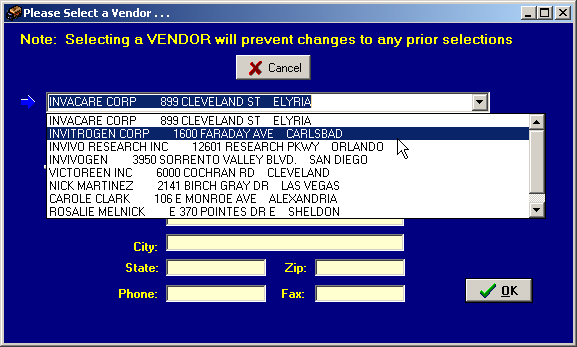 Please Select a Vendor . . .
Note: Selecting a VENDOR will prevent changes to any prior selections
Cancel
INVACARE CORP 899 CLEVELAND ST ELYRIA
INVACARE CORP 899 CLEVELAND ST ELYRIA
INVITROGEN CORP 1600 FARADAY AVE CARLSBAD
INVIVO RESEARCH INC 12601 RESEARCH PKWY ORLANDO
INVIVOGEN 3950 SORRENTO VALLEY BLVD. SAN DIEGO
VICTOREEN INC 6000 COCHRAN RD CLEVELAND
NICK MARTINEZ 2141 BIRCH GRAY DR LAS VEGAS
CAROLE CLARK 106 E MONROE AVE ALEXANDRIA
ROSALIE MELNICK E 370 POINTES DR E SHELDON
City:
State: Zip:
Phone: Fax:
OK